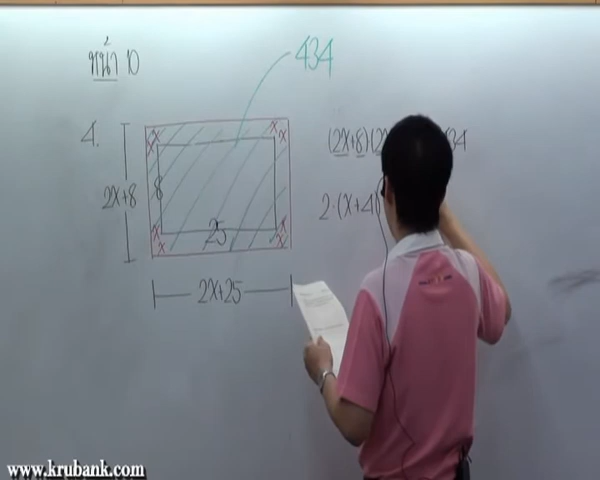 หน้า 10
434
4.
x x
x x
2x+8
8
25
x x
x x
2x+25
(2x+8)(2
34
2·(x+4)
www.krubank.com